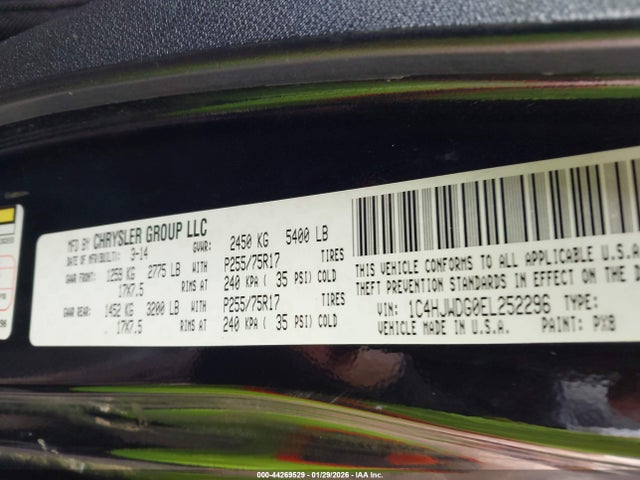 MFD BY CHRYSLER GROUP LLC
DATE OF MFR(BUILT): 3-14 GVWR: 2450 KG 5400 LB
GAWR FRONT: 1259 KG 2775 LB WITH P255/75R17 TIRES
17X7.5 RIMS AT 240 KPA ( 35 PSI) COLD
GAWR REAR: 1452 KG 3200 LB WITH P255/75R17 TIRES
17X7.5 RIMS AT 240 KPA ( 35 PSI) COLD
THIS VEHICLE CONFORMS TO ALL APPLICABLE U.S.A.
THEFT PREVENTION STANDARDS IN EFFECT ON THE
VIN: 1C4HJWDG0EL252296 TYPE:
VEHICLE MADE IN U.S.A. PAINT: PXB
000-44269529 - 01/29/2026 - IAA Inc.